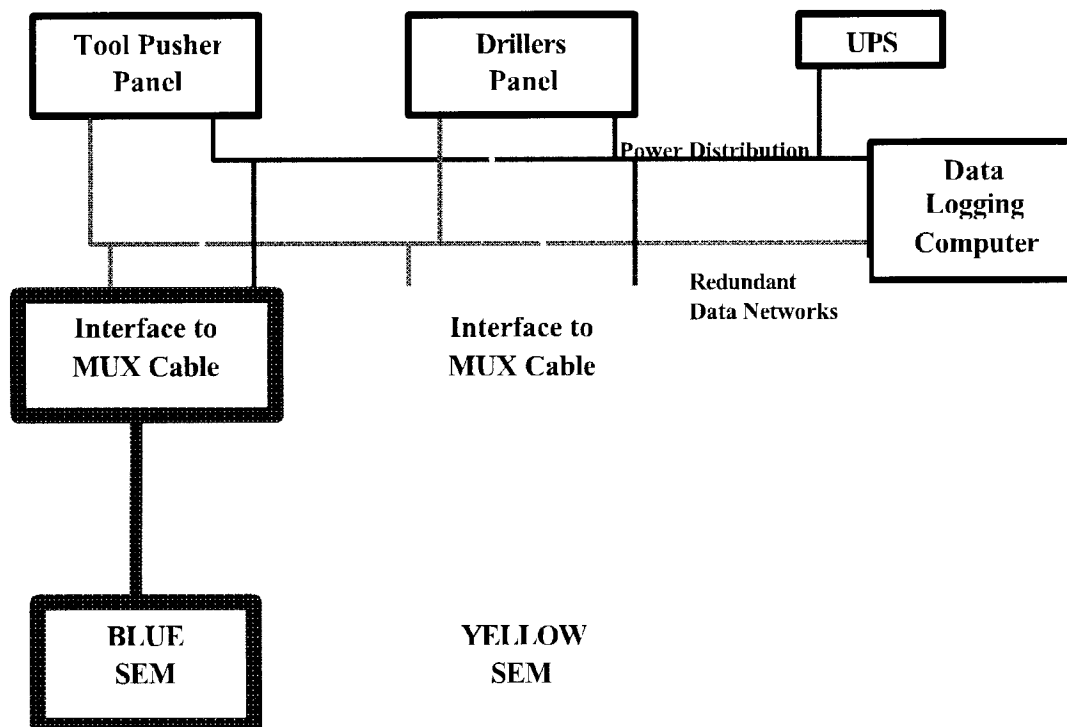 Tool Pusher
Panel
Drillers
Panel
UPS
Power Distribution
Data
Logging
Computer
Redundant
Data Networks
Interface to
MUX Cable
Interface to
MUX Cable
BLUE
SEM
YELLOW
SEM